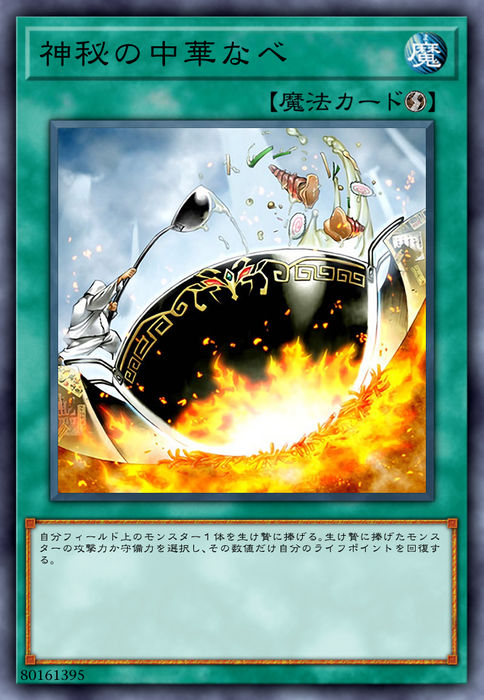 神秘の中華なべ
魔
【魔法カード】
自分フィールド上のモンスター1体を生け贄に捧げる。生け贄に捧げたモンス
ターの攻撃力か守備力を選択し、その数値だけ自分のライフポイントを回復す
る。
80161395